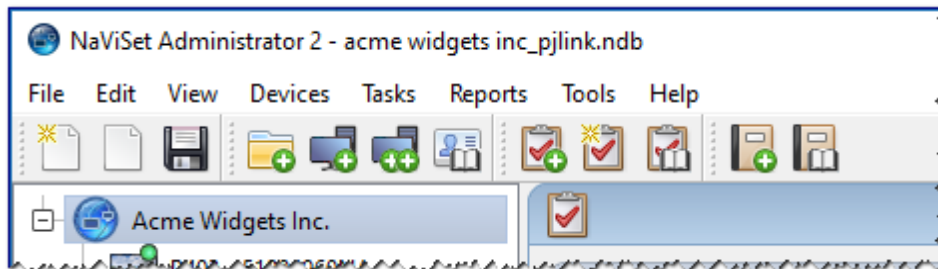 NaViSet Administrator 2 - acme widgets inc_pjlink.ndb
File Edit View Devices Tasks Reports Tools Help
Acme Widgets Inc.